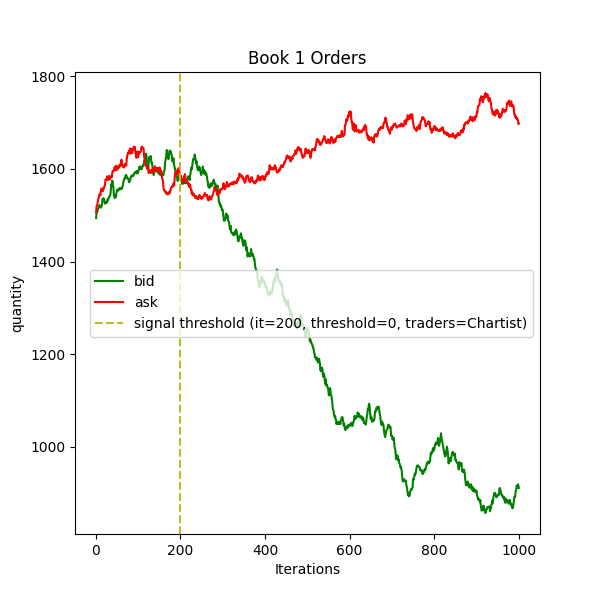 Book 1 Orders
1800
1600
1400
1200
1000
quantity
bid
ask
signal threshold (it=200, threshold=0, traders=Chartist)
0
200
400
600
800
1000
Iterations